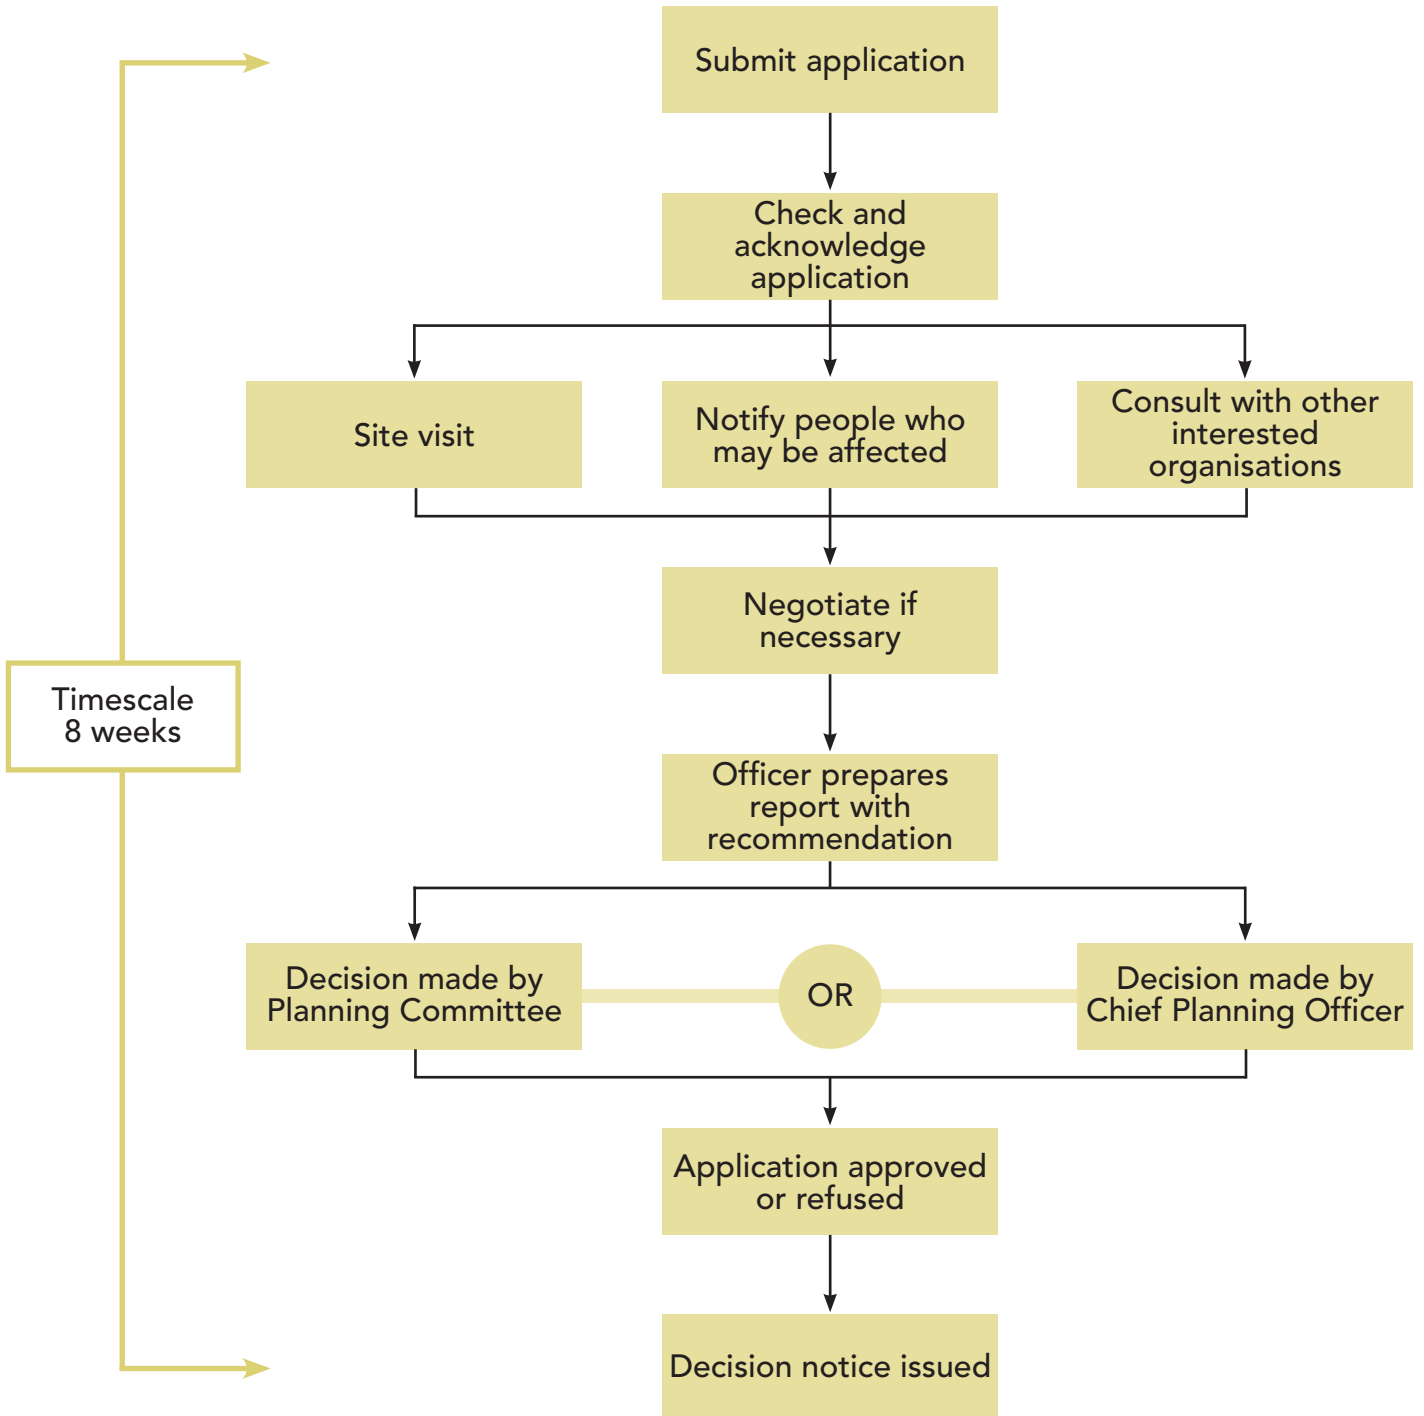 Submit application
Check and
acknowledge
application
Site visit
Notify people who
may be affected
Consult with other
interested
organisations
Negotiate if
necessary
Timescale
8 weeks
Officer prepares
report with
recommendation
Decision made by
Planning Committee
OR
Decision made by
Chief Planning Officer
Application approved
or refused
Decision notice issued